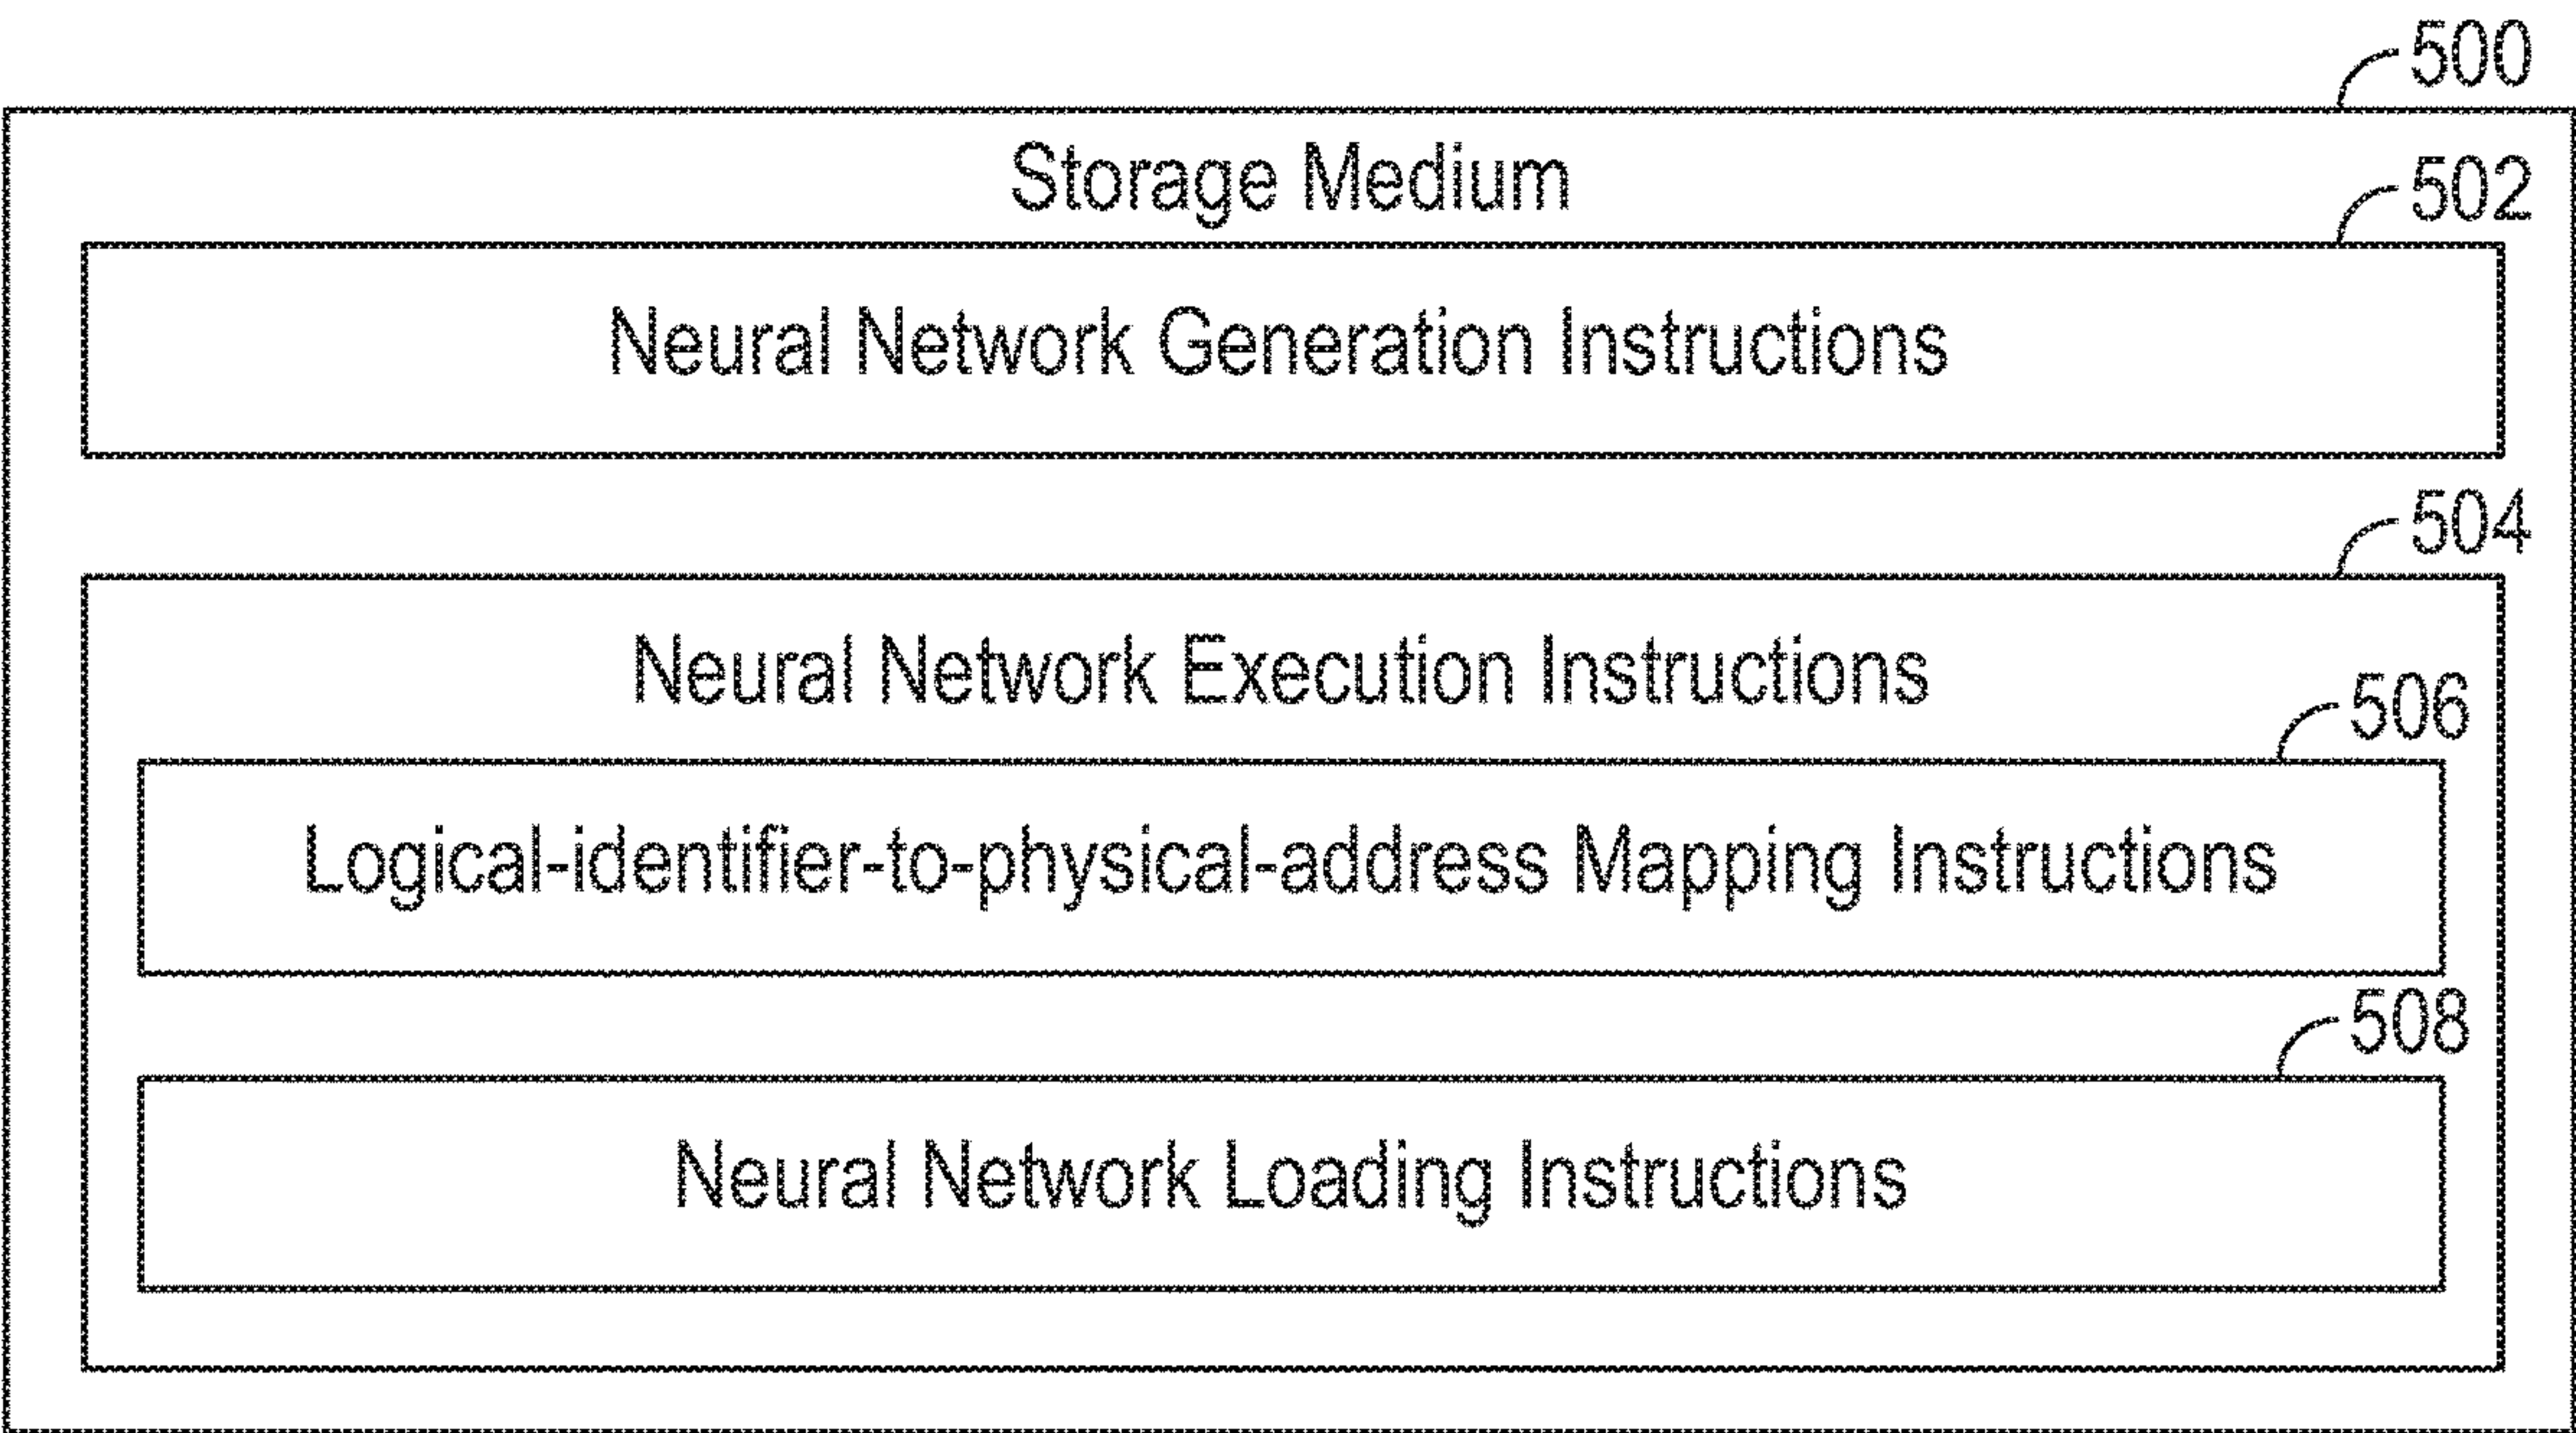 500
Storage Medium
502
Neural Network Generation Instructions
504
Neural Network Execution Instructions
506
Logical-identifier-to-physical-address Mapping Instructions
508
Neural Network Loading Instructions